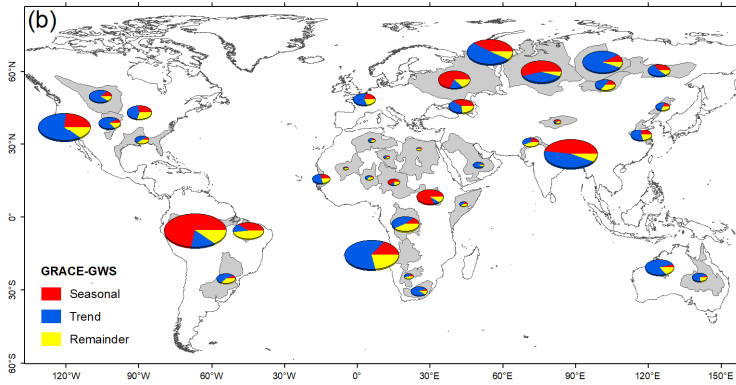 (b)
60°N
30°N
0°
30°S
60°S
GRACE-GWS
Seasonal
Trend
Remainder
120°W
90°W
60°W
30°W
0°
30°E
60°E
90°E
120°E
150°E